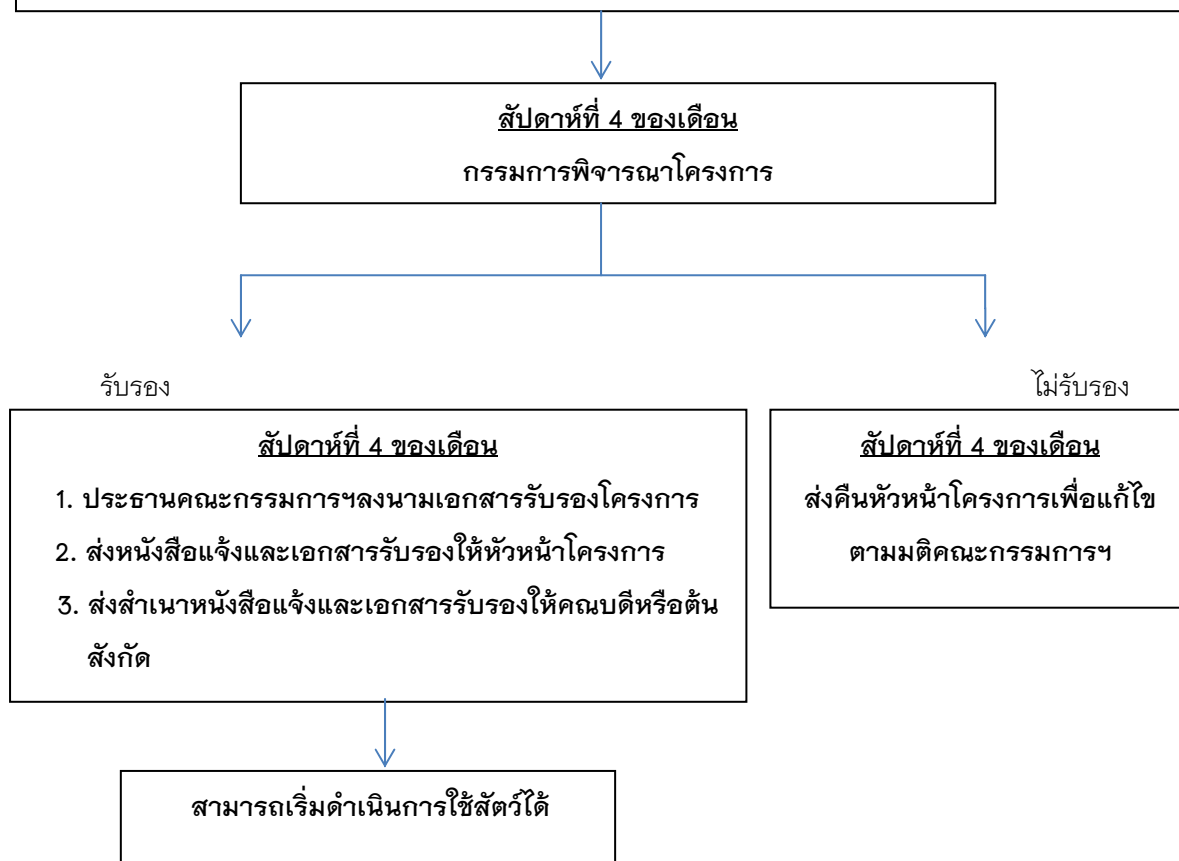 สัปดาห์ที่ 4 ของเดือน
กรรมการพิจารณาโครงการ
รับรอง
ไม่รับรอง
สัปดาห์ที่ 4 ของเดือน
1. ประธานคณะกรรมการฯลงนามเอกสารรับรองโครงการ
2. ส่งหนังสือแจ้งและเอกสารรับรองให้หัวหน้าโครงการ
3. ส่งสำเนาหนังสือแจ้งและเอกสารรับรองให้คณบดีหรือต้น
สังกัด
สัปดาห์ที่ 4 ของเดือน
ส่งคืนหัวหน้าโครงการเพื่อแก้ไข
ตามมติคณะกรรมการฯ
สามารถเริ่มดำเนินการใช้สัตว์ได้